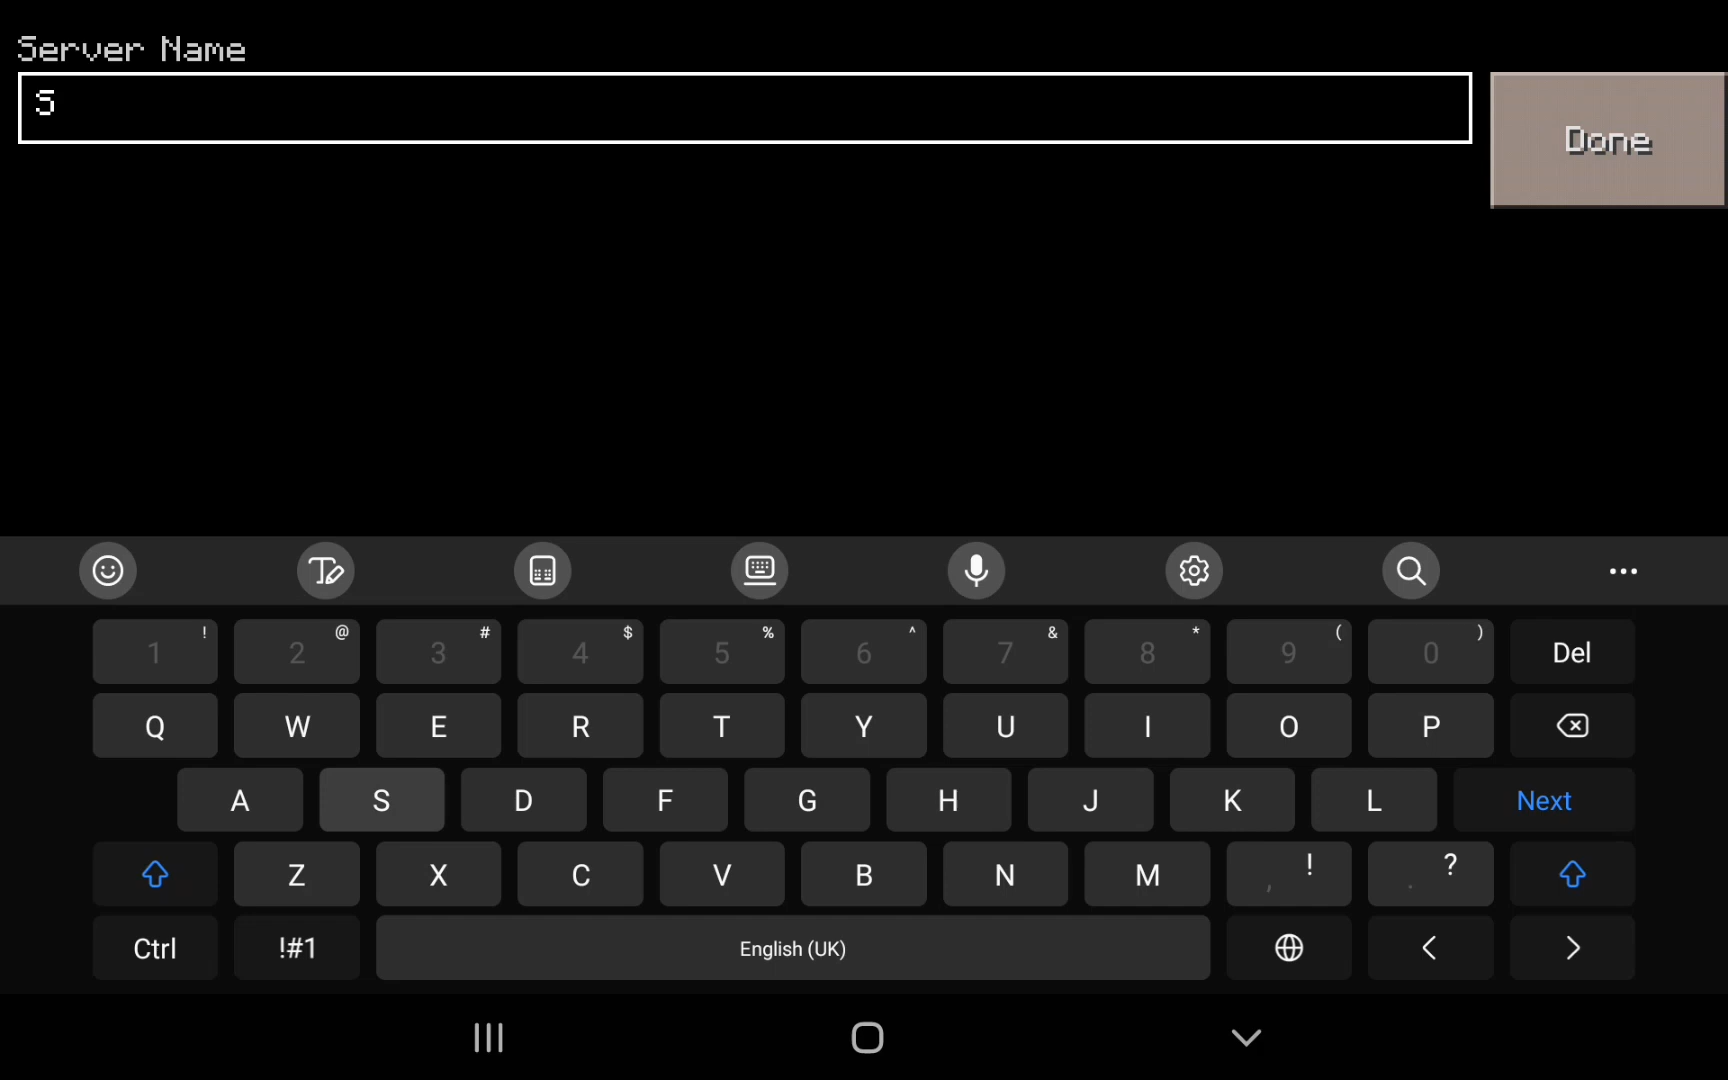 Server Name
S
Done
! @ # $ % ^ & * ( )
1 2 3 4 5 6 7 8 9 0 Del
Q W E R T Y U I O P
A S D F G H J K L Next
Z X C V B N M , ! . ?
Ctrl !#1 English (UK) < >